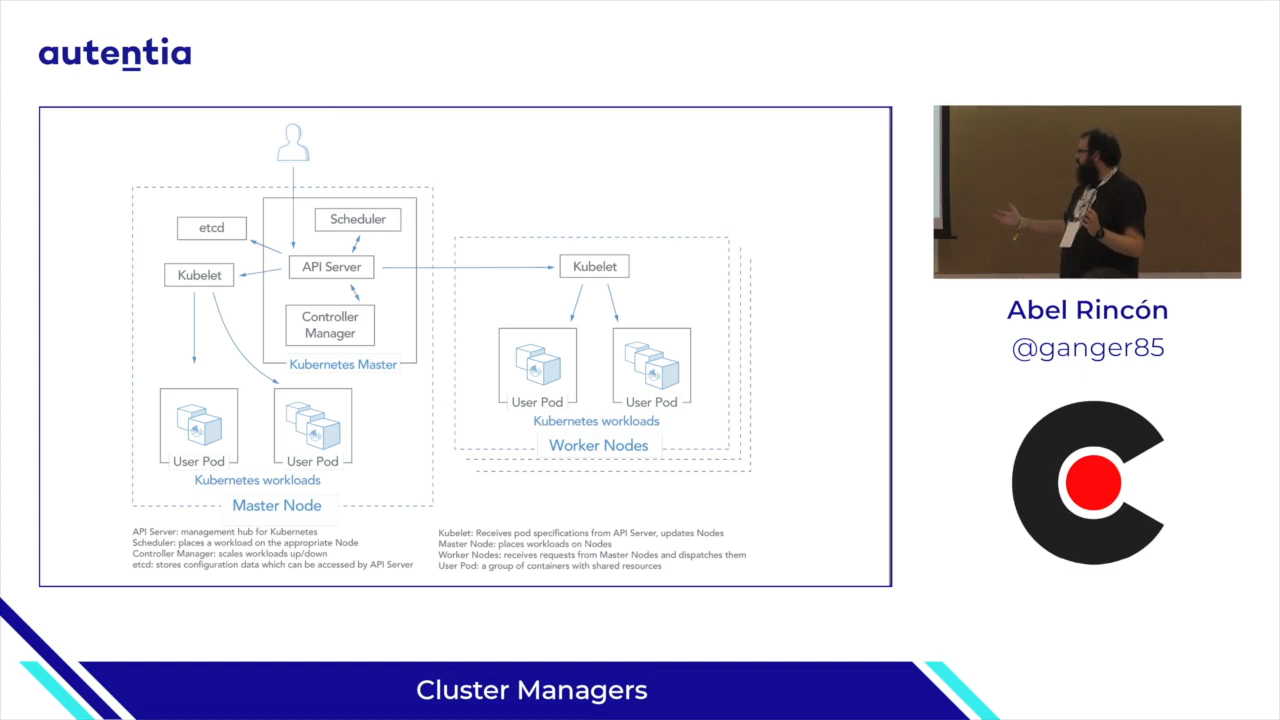 autentia
Scheduler
etcd
API Server
Kubelet
Kubelet
Controller
Manager
Kubernetes Master
User Pod
User Pod
Kubernetes workloads
Worker Nodes
User Pod
User Pod
Kubernetes workloads
Master Node
API Server: management hub for Kubernetes
Scheduler: places a workload on the appropriate Node
Controller Manager: scales workloads up/down
etcd: stores configuration data which can be accessed by API Server
Kubelet: Receives pod specifications from API Server, updates Nodes
Master Node: places workloads on Nodes
Worker Nodes: receives requests from Master Nodes and dispatches them
User Pod: a group of containers with shared resources
Abel Rincón
@ganger85
Cluster Managers